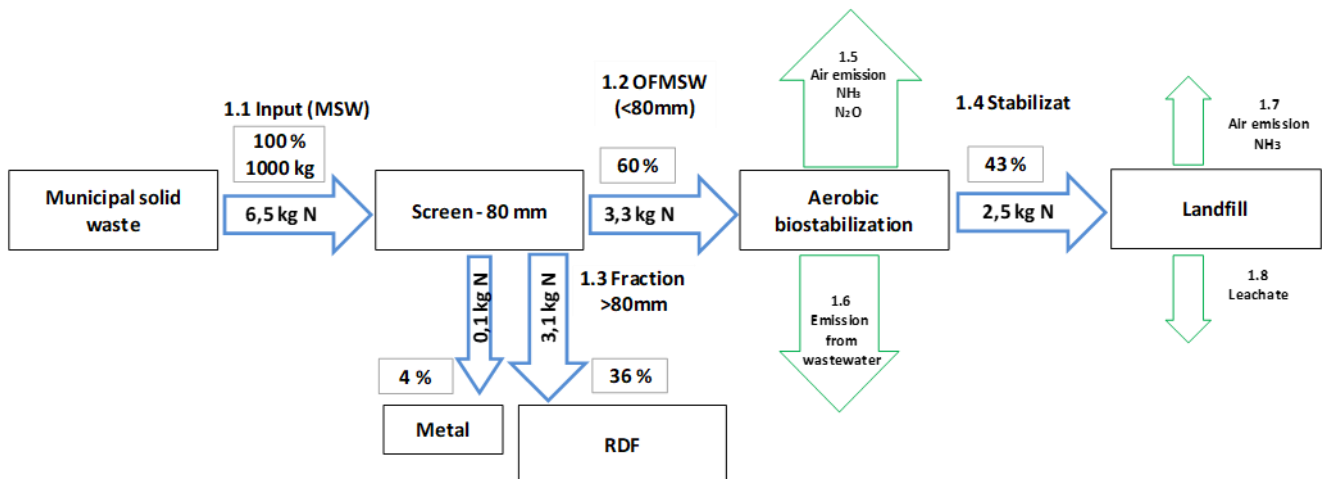 1.1 Input (MSW)
100 %
1000 kg
6,5 kg N
Municipal solid
waste
Screen - 80 mm
1.2 OFMSW
(<80mm)
60 %
3,3 kg N
1.3 Fraction
>80mm
0,1 kg N
3,1 kg N
4 %
36 %
Metal
RDF
1.5
Air emission
NH₃
N₂O
Aerobic
biostabilization
1.6
Emission
from
wastewater
1.4 Stabilizat
43 %
2,5 kg N
1.7
Air emission
NH₃
Landfill
1.8
Leachate